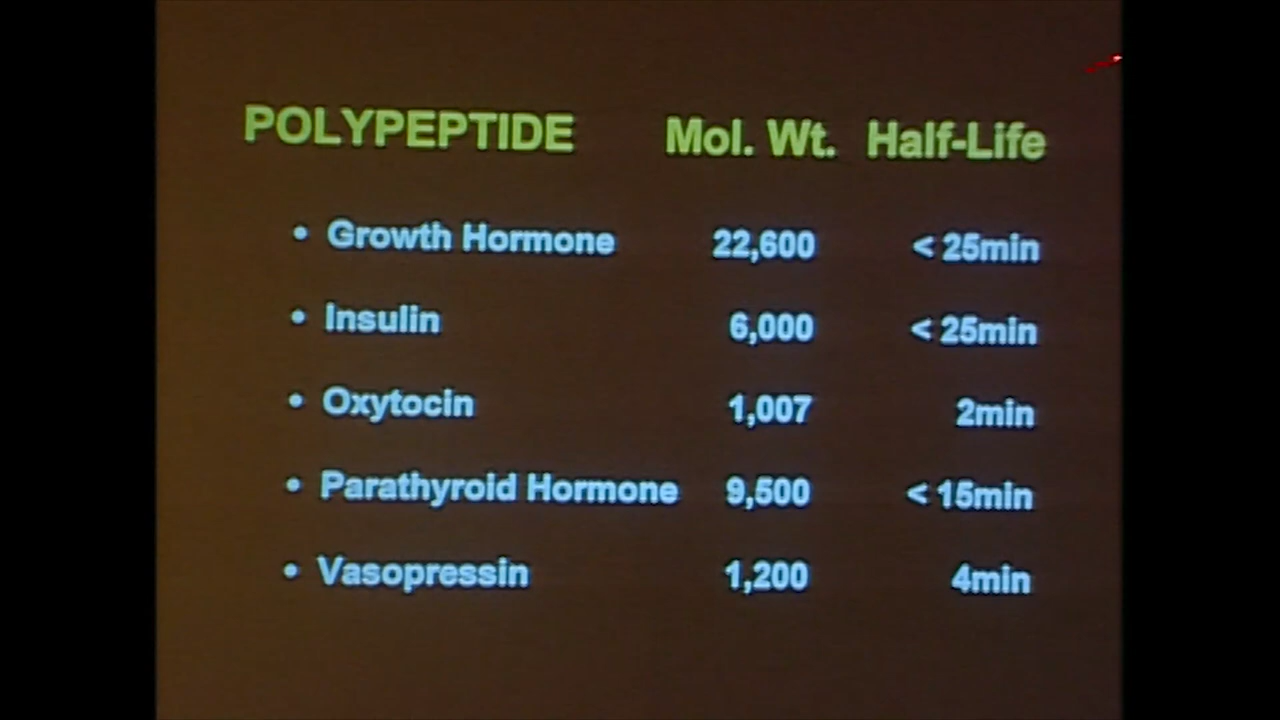 POLYPEPTIDE Mol. Wt. Half-Life
• Growth Hormone 22,600 < 25min
• Insulin 6,000 < 25min
• Oxytocin 1,007 2min
• Parathyroid Hormone 9,500 < 15min
• Vasopressin 1,200 4min